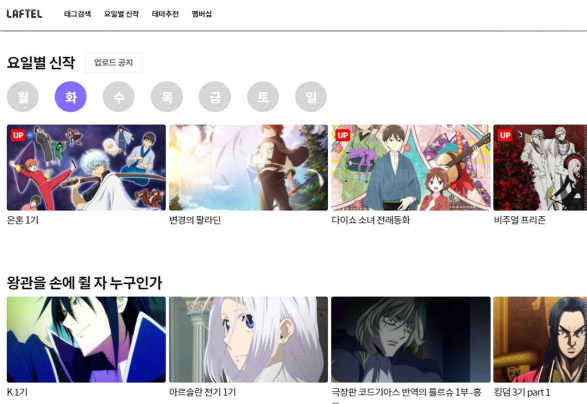 LAFTEL 태그검색 요일별 신작 테마추천 멤버십
요일별 신작 업로드 공지
월 화 수 목 금 토 일
UP UP UP
은혼 1기 변경의 팔라딘 다이쇼 소녀 전래동화 비주얼 프리즌
왕관을 손에 쥘 자 누구인가
K 1기 아르슬란 전기 1기 극장판 코드기아스 반역의 를르슈 1부 -흥 킹덤 3기 part 1